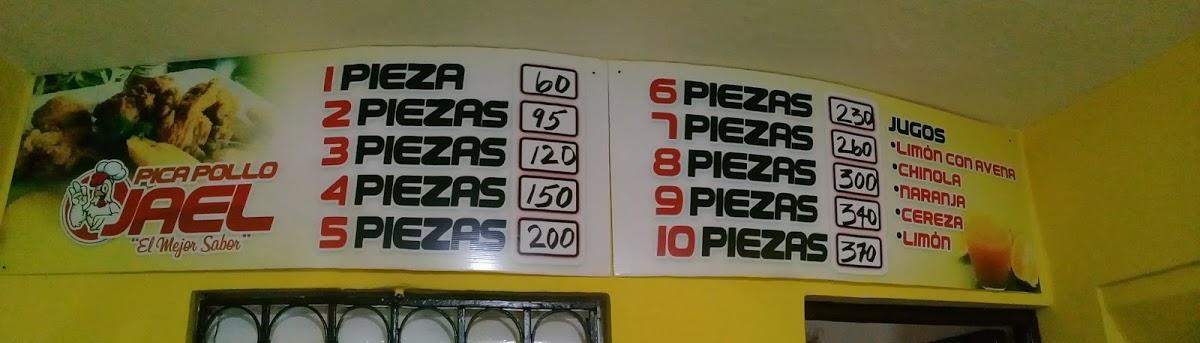 PICA POLLO
JAEL
"El Mejor Sabor"
1 PIEZA 60
2 PIEZAS 95
3 PIEZAS 120
4 PIEZAS 150
5 PIEZAS 200
6 PIEZAS 230
7 PIEZAS 260
8 PIEZAS 300
9 PIEZAS 340
10 PIEZAS 370
JUGOS
•LIMÓN CON AVENA
•CHINOLA
•NARANJA
•CEREZA
•LIMÓN